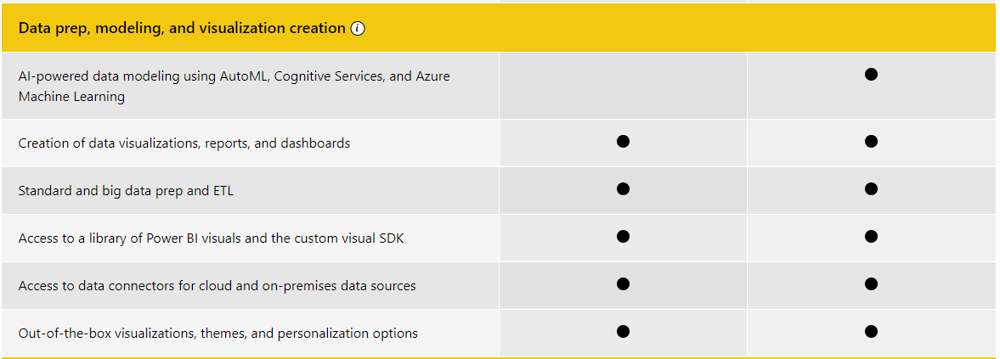 Data prep, modeling, and visualization creation
AI-powered data modeling using AutoML, Cognitive Services, and Azure
Machine Learning
Creation of data visualizations, reports, and dashboards
Standard and big data prep and ETL
Access to a library of Power BI visuals and the custom visual SDK
Access to data connectors for cloud and on-premises data sources
Out-of-the-box visualizations, themes, and personalization options